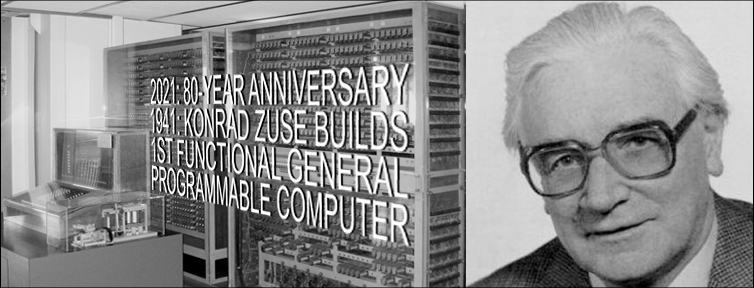 2021: 80-YEAR ANNIVERSARY
1941: KONRAD ZUSE BUILDS
1ST FUNCTIONAL GENERAL
PROGRAMMABLE COMPUTER